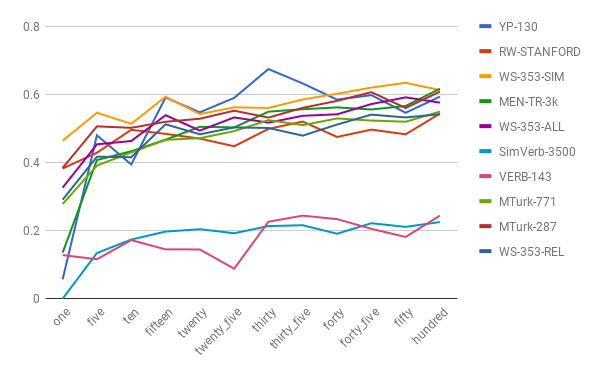 0.8
0.6
0.4
0.2
0
one
five
ten
fifteen
twenty
twenty_five
thirty
thirty_five
forty
forty_five
fifty
hundred
YP-130
RW-STANFORD
WS-353-SIM
MEN-TR-3k
WS-353-ALL
SimVerb-3500
VERB-143
MTurk-771
MTurk-287
WS-353-REL